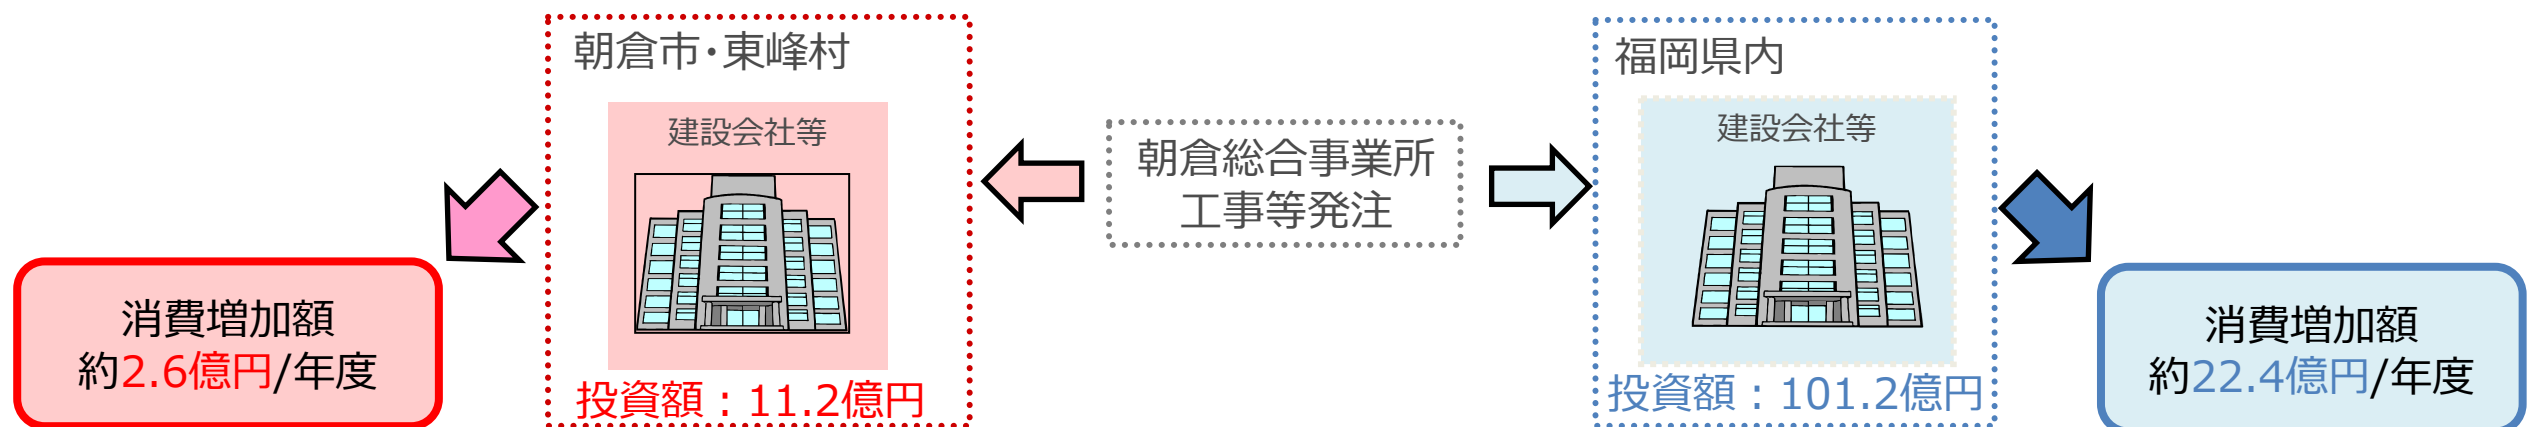 朝倉市・東峰村
建設会社等
投資額：11.2億円
消費増加額
約2.6億円/年度
朝倉総合事業所
工事等発注
福岡県内
建設会社等
投資額：101.2億円
消費増加額
約22.4億円/年度